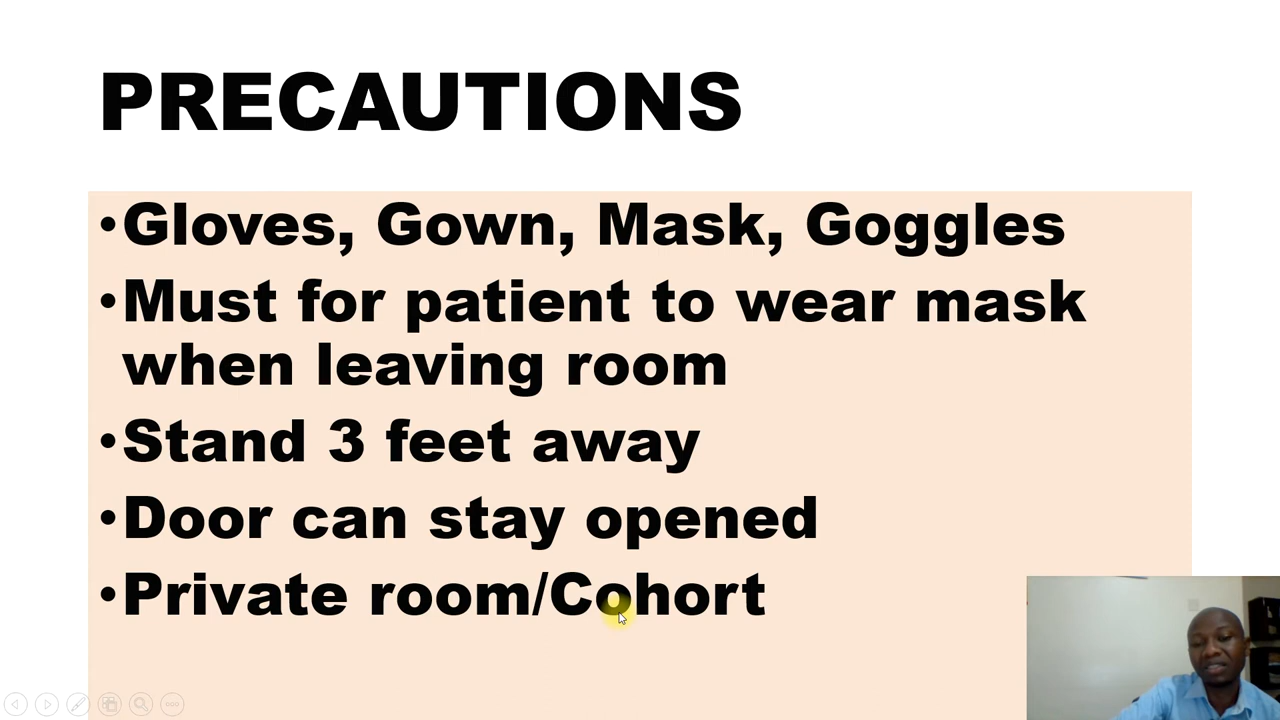 PRECAUTIONS
•Gloves, Gown, Mask, Goggles
•Must for patient to wear mask
when leaving room
•Stand 3 feet away
•Door can stay opened
•Private room/Cohort